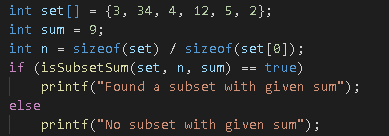 int set[] = {3, 34, 4, 12, 5, 2};
int sum = 9;
int n = sizeof(set) / sizeof(set[0]);
if (isSubsetSum(set, n, sum) == true)
printf("Found a subset with given sum");
else
printf("No subset with given sum");